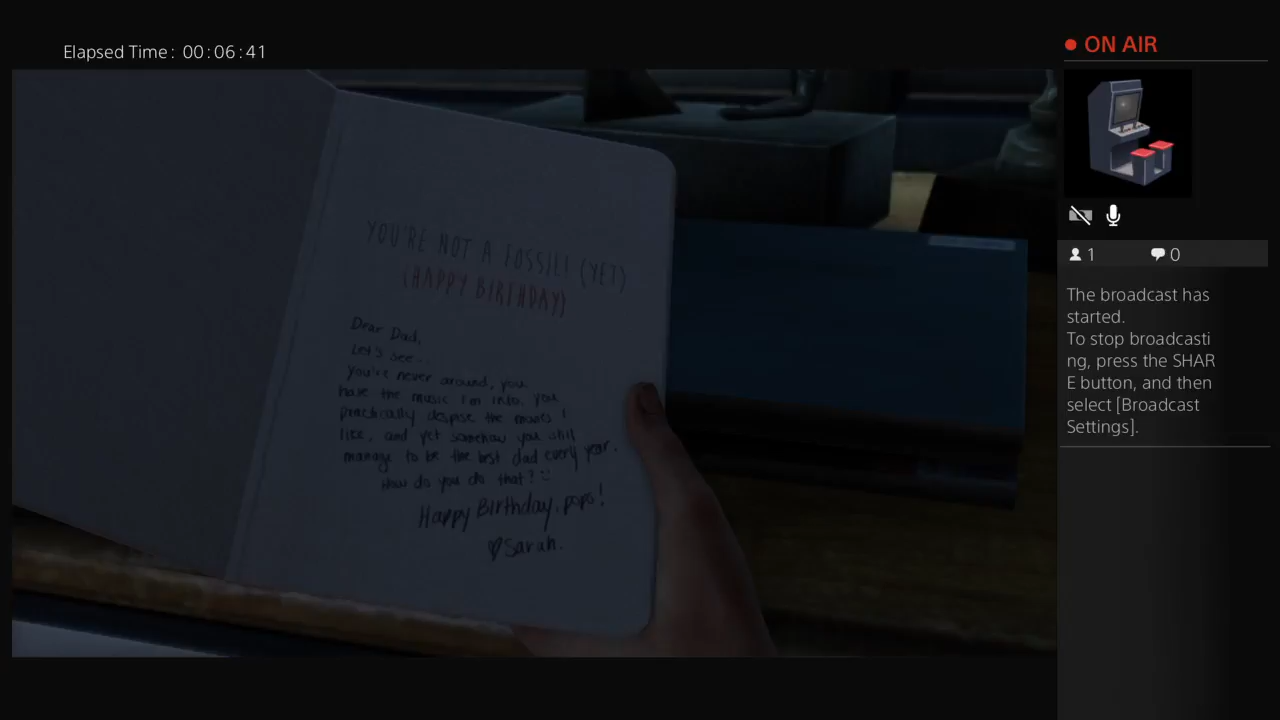 Elapsed Time: 00:06:41
ON AIR
1
0
The broadcast has
started.
To stop broadcasti
ng, press the SHAR
E button, and then
select [Broadcast
Settings].
YOU'RE NOT A FOSSIL! (YET)
(HAPPY BIRTHDAY)
Dear Dad,
Let's see...
you're never around, you
hate the music I'm into, you
practically despise the movies I
like, and yet somehow you still
manage to be the best dad every year.
How do you do that? :)
Happy Birthday, pops!
♡Sarah.